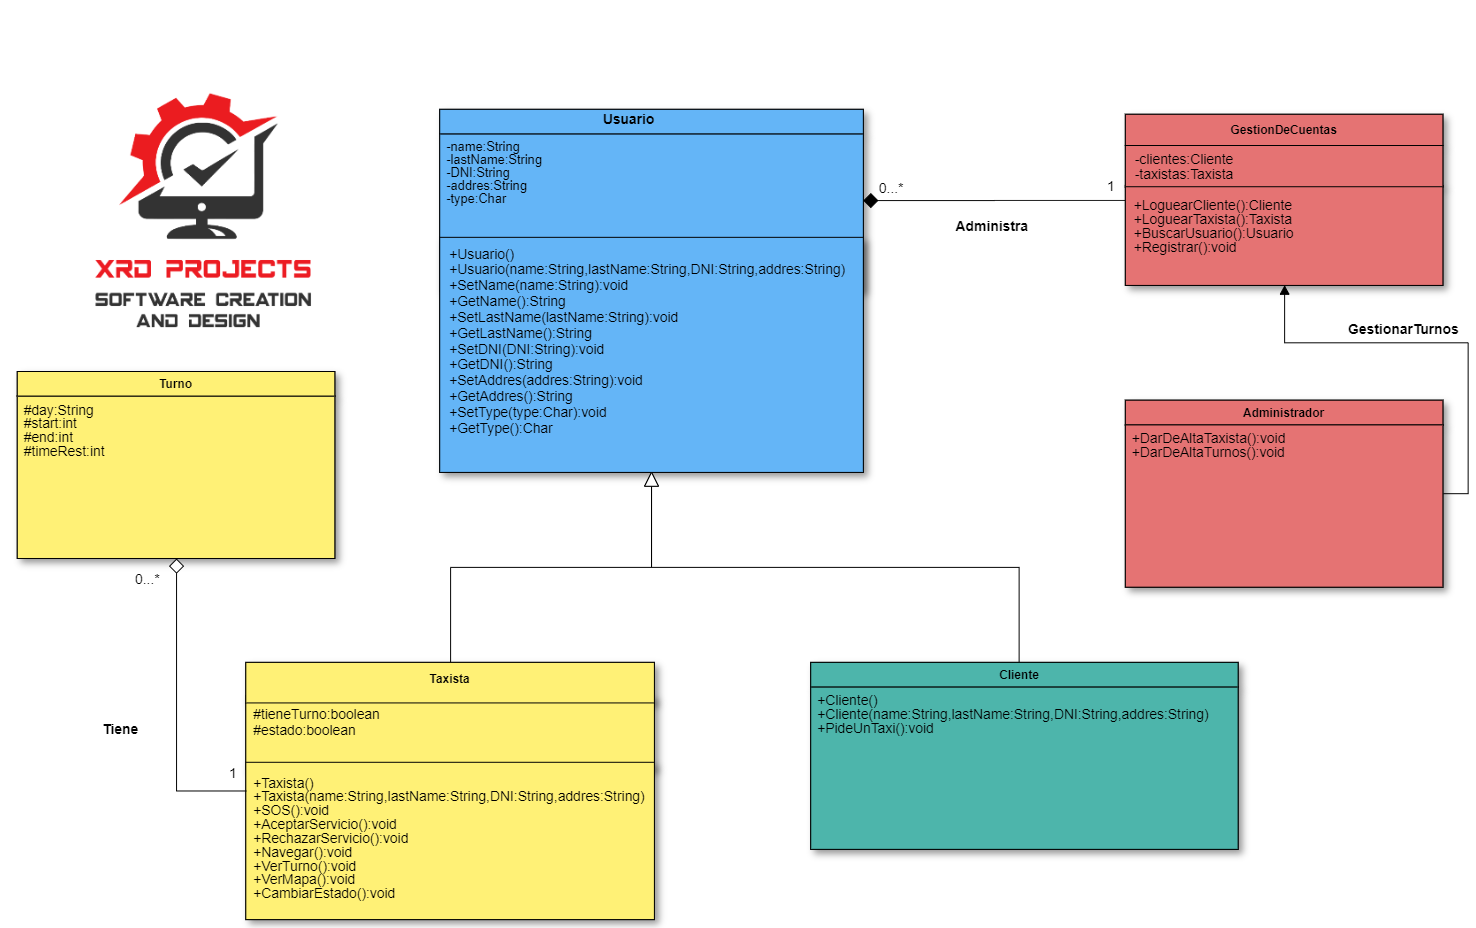 XRD PROJECTS
SOFTWARE CREATION
AND DESIGN
Usuario
-name:String
-lastName:String
-DNI:String
-addres:String
-type:Char
+Usuario()
+Usuario(name:String,lastName:String,DNI:String,addres:String)
+SetName(name:String):void
+GetName():String
+SetLastName(lastName:String):void
+GetLastName():String
+SetDNI(DNI:String):void
+GetDNI():String
+SetAddres(addres:String):void
+GetAddres():String
+SetType(type:Char):void
+GetType():Char
0...*
1
Administra
GestionDeCuentas
-clientes:Cliente
-taxistas:Taxista
+LoguearCliente():Cliente
+LoguearTaxista():Taxista
+BuscarUsuario():Usuario
+Registrar():void
GestionarTurnos
Administrador
+DarDeAltaTaxista():void
+DarDeAltaTurnos():void
Turno
#day:String
#start:int
#end:int
#timeRest:int
0...*
Tiene
1
Taxista
#tieneTurno:boolean
#estado:boolean
+Taxista()
+Taxista(name:String,lastName:String,DNI:String,addres:String)
+SOS():void
+AceptarServicio():void
+RechazarServicio():void
+Navegar():void
+VerTurno():void
+VerMapa():void
+CambiarEstado():void
Cliente
+Cliente()
+Cliente(name:String,lastName:String,DNI:String,addres:String)
+PideUnTaxi():void